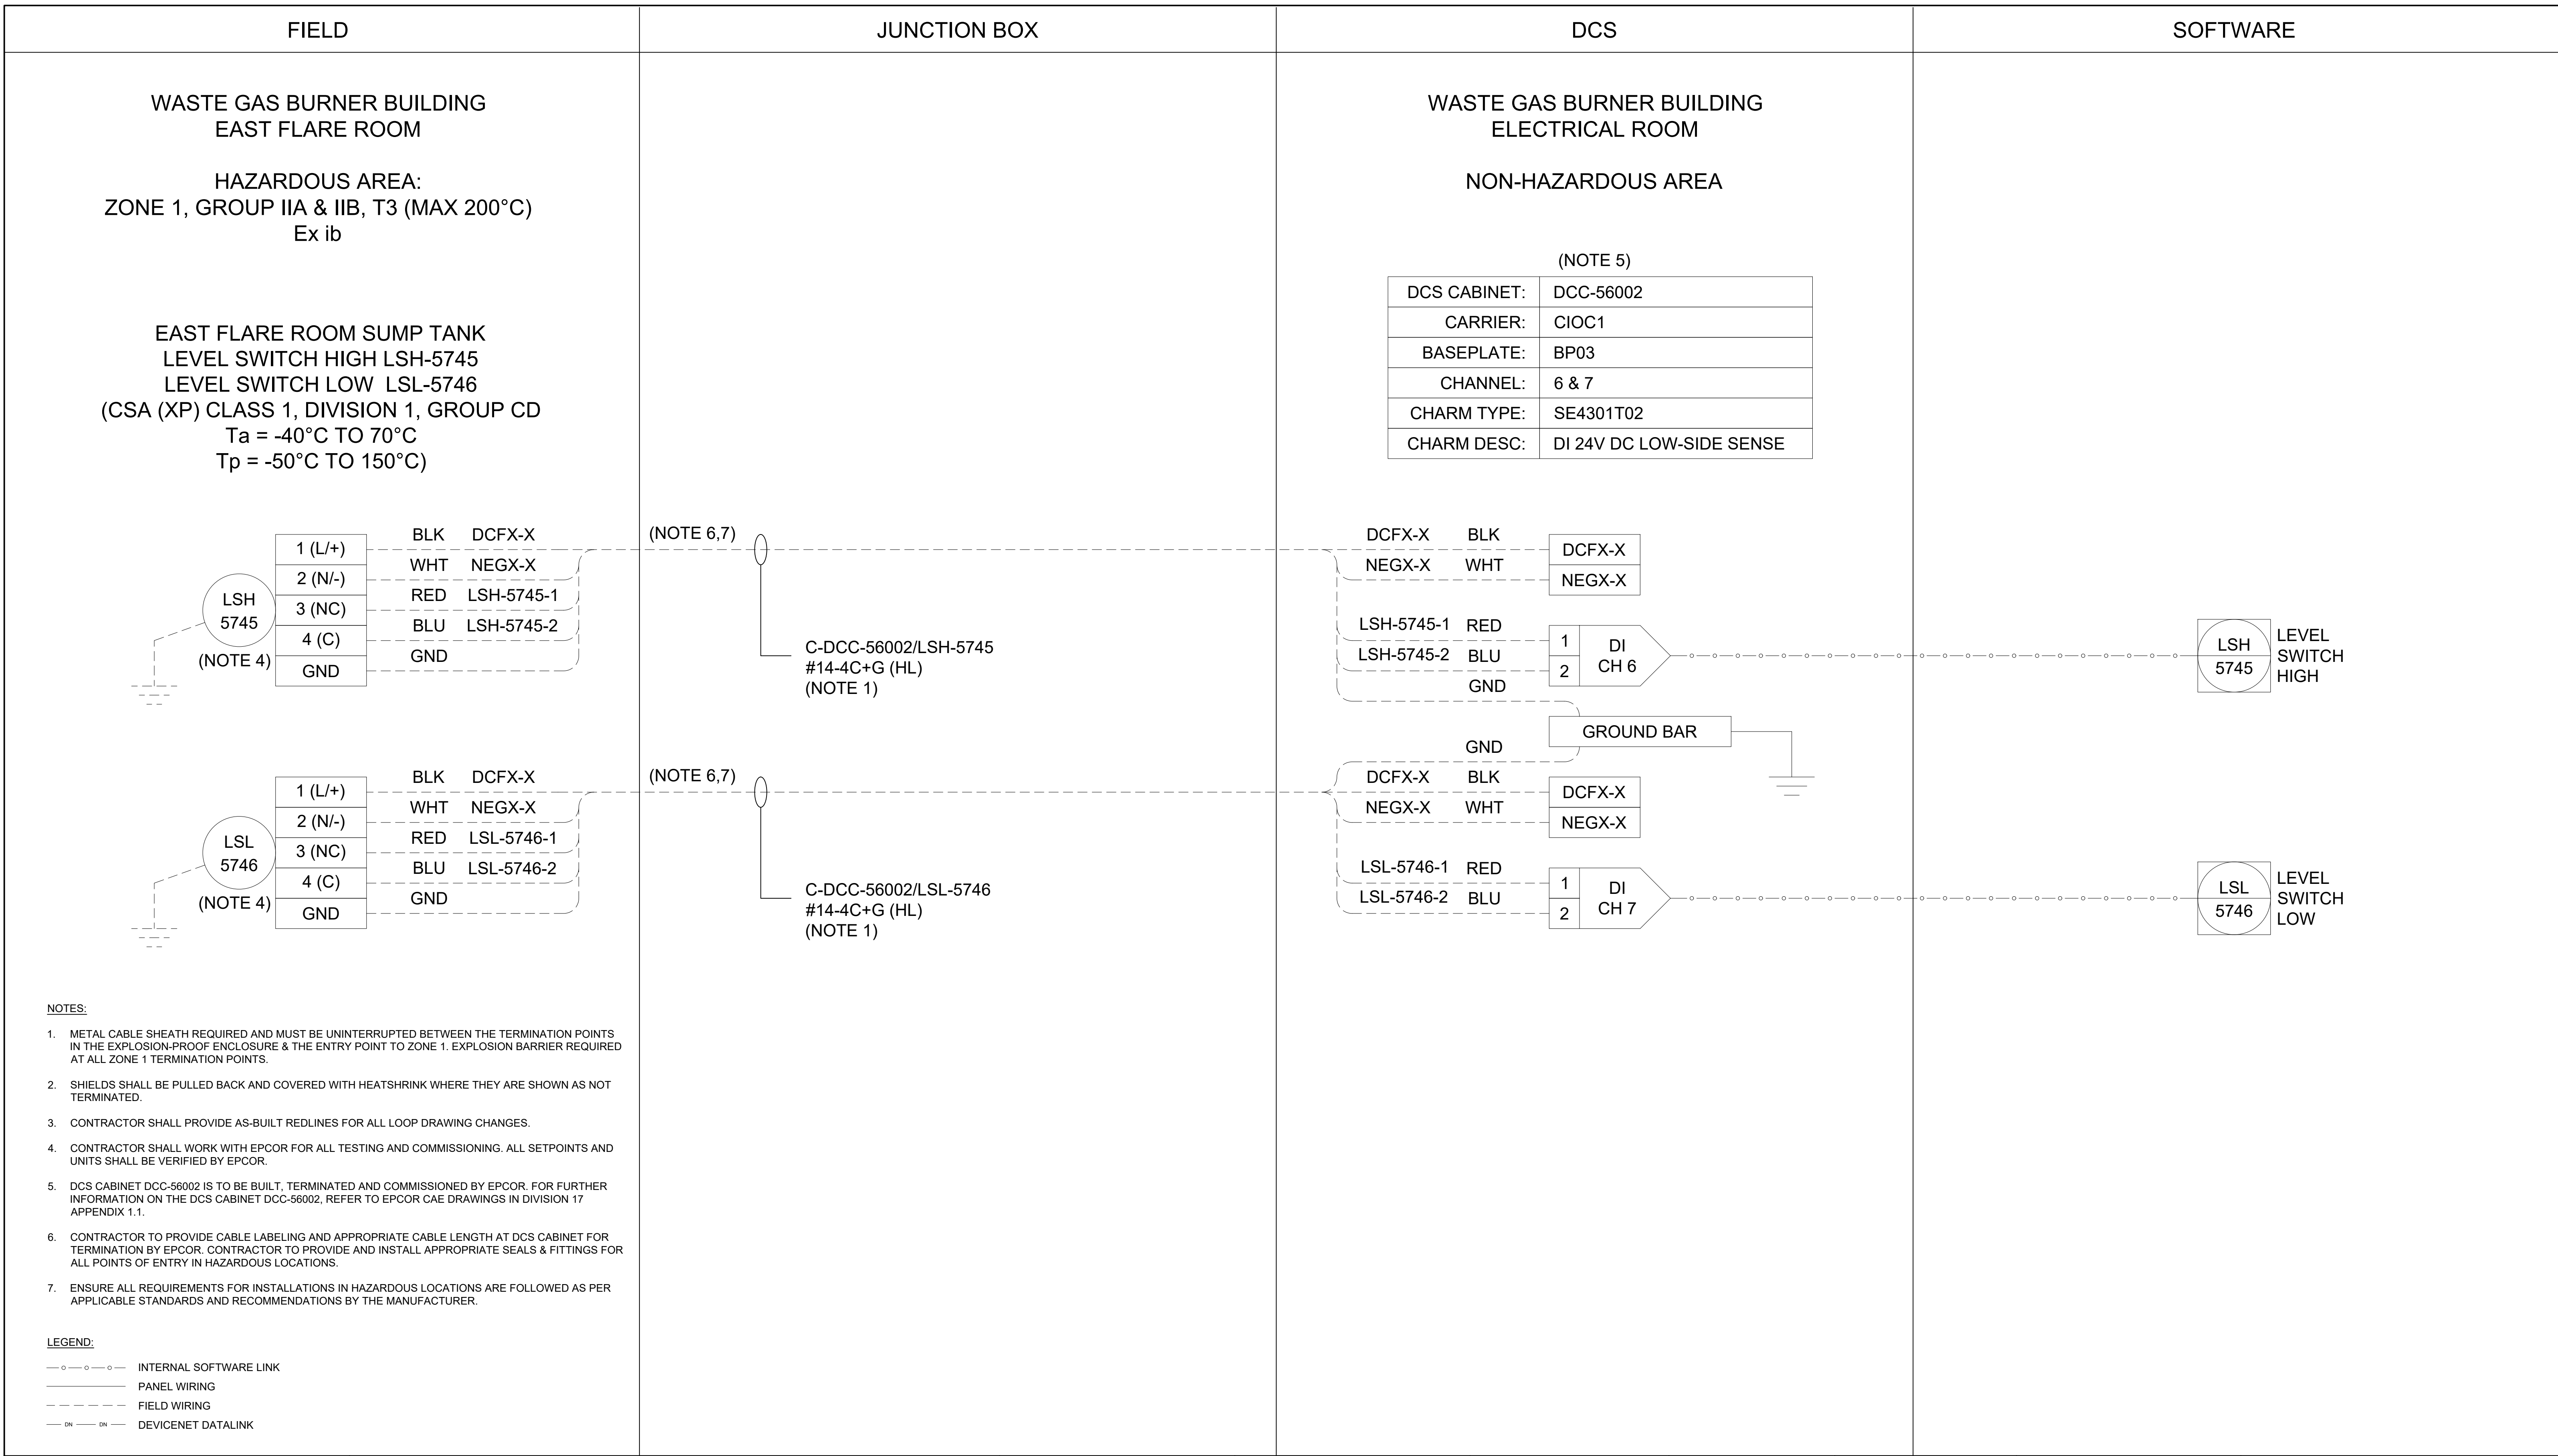 FIELD
JUNCTION BOX
DCS
SOFTWARE
WASTE GAS BURNER BUILDING
EAST FLARE ROOM
HAZARDOUS AREA:
ZONE 1, GROUP IIA & IIB, T3 (MAX 200°C)
Ex ib
EAST FLARE ROOM SUMP TANK
LEVEL SWITCH HIGH LSH-5745
LEVEL SWITCH LOW LSL-5746
(CSA (XP) CLASS 1, DIVISION 1, GROUP CD
Ta = -40°C TO 70°C
Tp = -50°C TO 150°C)
WASTE GAS BURNER BUILDING
ELECTRICAL ROOM
NON-HAZARDOUS AREA
(NOTE 5)
DCS CABINET: DCC-56002
CARRIER: CIOC1
BASEPLATE: BP03
CHANNEL: 6 & 7
CHARM TYPE: SE4301T02
CHARM DESC: DI 24V DC LOW-SIDE SENSE
LSH
5745
(NOTE 4)
1 (L/+) BLK DCFX-X
2 (N/-) WHT NEGX-X
3 (NC) RED LSH-5745-1
4 (C) BLU LSH-5745-2
GND GND
(NOTE 6,7)
C-DCC-56002/LSH-5745
#14-4C+G (HL)
(NOTE 1)
DCFX-X BLK DCFX-X
NEGX-X WHT NEGX-X
LSH-5745-1 RED 1
LSH-5745-2 BLU 2
DI
CH 6
GND
GROUND BAR
LSH
5745
LEVEL
SWITCH
HIGH
LSL
5746
(NOTE 4)
1 (L/+) BLK DCFX-X
2 (N/-) WHT NEGX-X
3 (NC) RED LSL-5746-1
4 (C) BLU LSL-5746-2
GND GND
(NOTE 6,7)
C-DCC-56002/LSL-5746
#14-4C+G (HL)
(NOTE 1)
GND
DCFX-X BLK DCFX-X
NEGX-X WHT NEGX-X
LSL-5746-1 RED 1
LSL-5746-2 BLU 2
DI
CH 7
LSL
5746
LEVEL
SWITCH
LOW
NOTES:
1. METAL CABLE SHEATH REQUIRED AND MUST BE UNINTERRUPTED BETWEEN THE TERMINATION POINTS
IN THE EXPLOSION-PROOF ENCLOSURE & THE ENTRY POINT TO ZONE 1. EXPLOSION BARRIER REQUIRED
AT ALL ZONE 1 TERMINATION POINTS.
2. SHIELDS SHALL BE PULLED BACK AND COVERED WITH HEATSHRINK WHERE THEY ARE SHOWN AS NOT
TERMINATED.
3. CONTRACTOR SHALL PROVIDE AS-BUILT REDLINES FOR ALL LOOP DRAWING CHANGES.
4. CONTRACTOR SHALL WORK WITH EPCOR FOR ALL TESTING AND COMMISSIONING. ALL SETPOINTS AND
UNITS SHALL BE VERIFIED BY EPCOR.
5. DCS CABINET DCC-56002 IS TO BE BUILT, TERMINATED AND COMMISSIONED BY EPCOR. FOR FURTHER
INFORMATION ON THE DCS CABINET DCC-56002, REFER TO EPCOR CAE DRAWINGS IN DIVISION 17
APPENDIX 1.1.
6. CONTRACTOR TO PROVIDE CABLE LABELING AND APPROPRIATE CABLE LENGTH AT DCS CABINET FOR
TERMINATION BY EPCOR. CONTRACTOR TO PROVIDE AND INSTALL APPROPRIATE SEALS & FITTINGS FOR
ALL POINTS OF ENTRY IN HAZARDOUS LOCATIONS.
7. ENSURE ALL REQUIREMENTS FOR INSTALLATIONS IN HAZARDOUS LOCATIONS ARE FOLLOWED AS PER
APPLICABLE STANDARDS AND RECOMMENDATIONS BY THE MANUFACTURER.
LEGEND:
INTERNAL SOFTWARE LINK
PANEL WIRING
FIELD WIRING
DN DN DEVICENET DATALINK